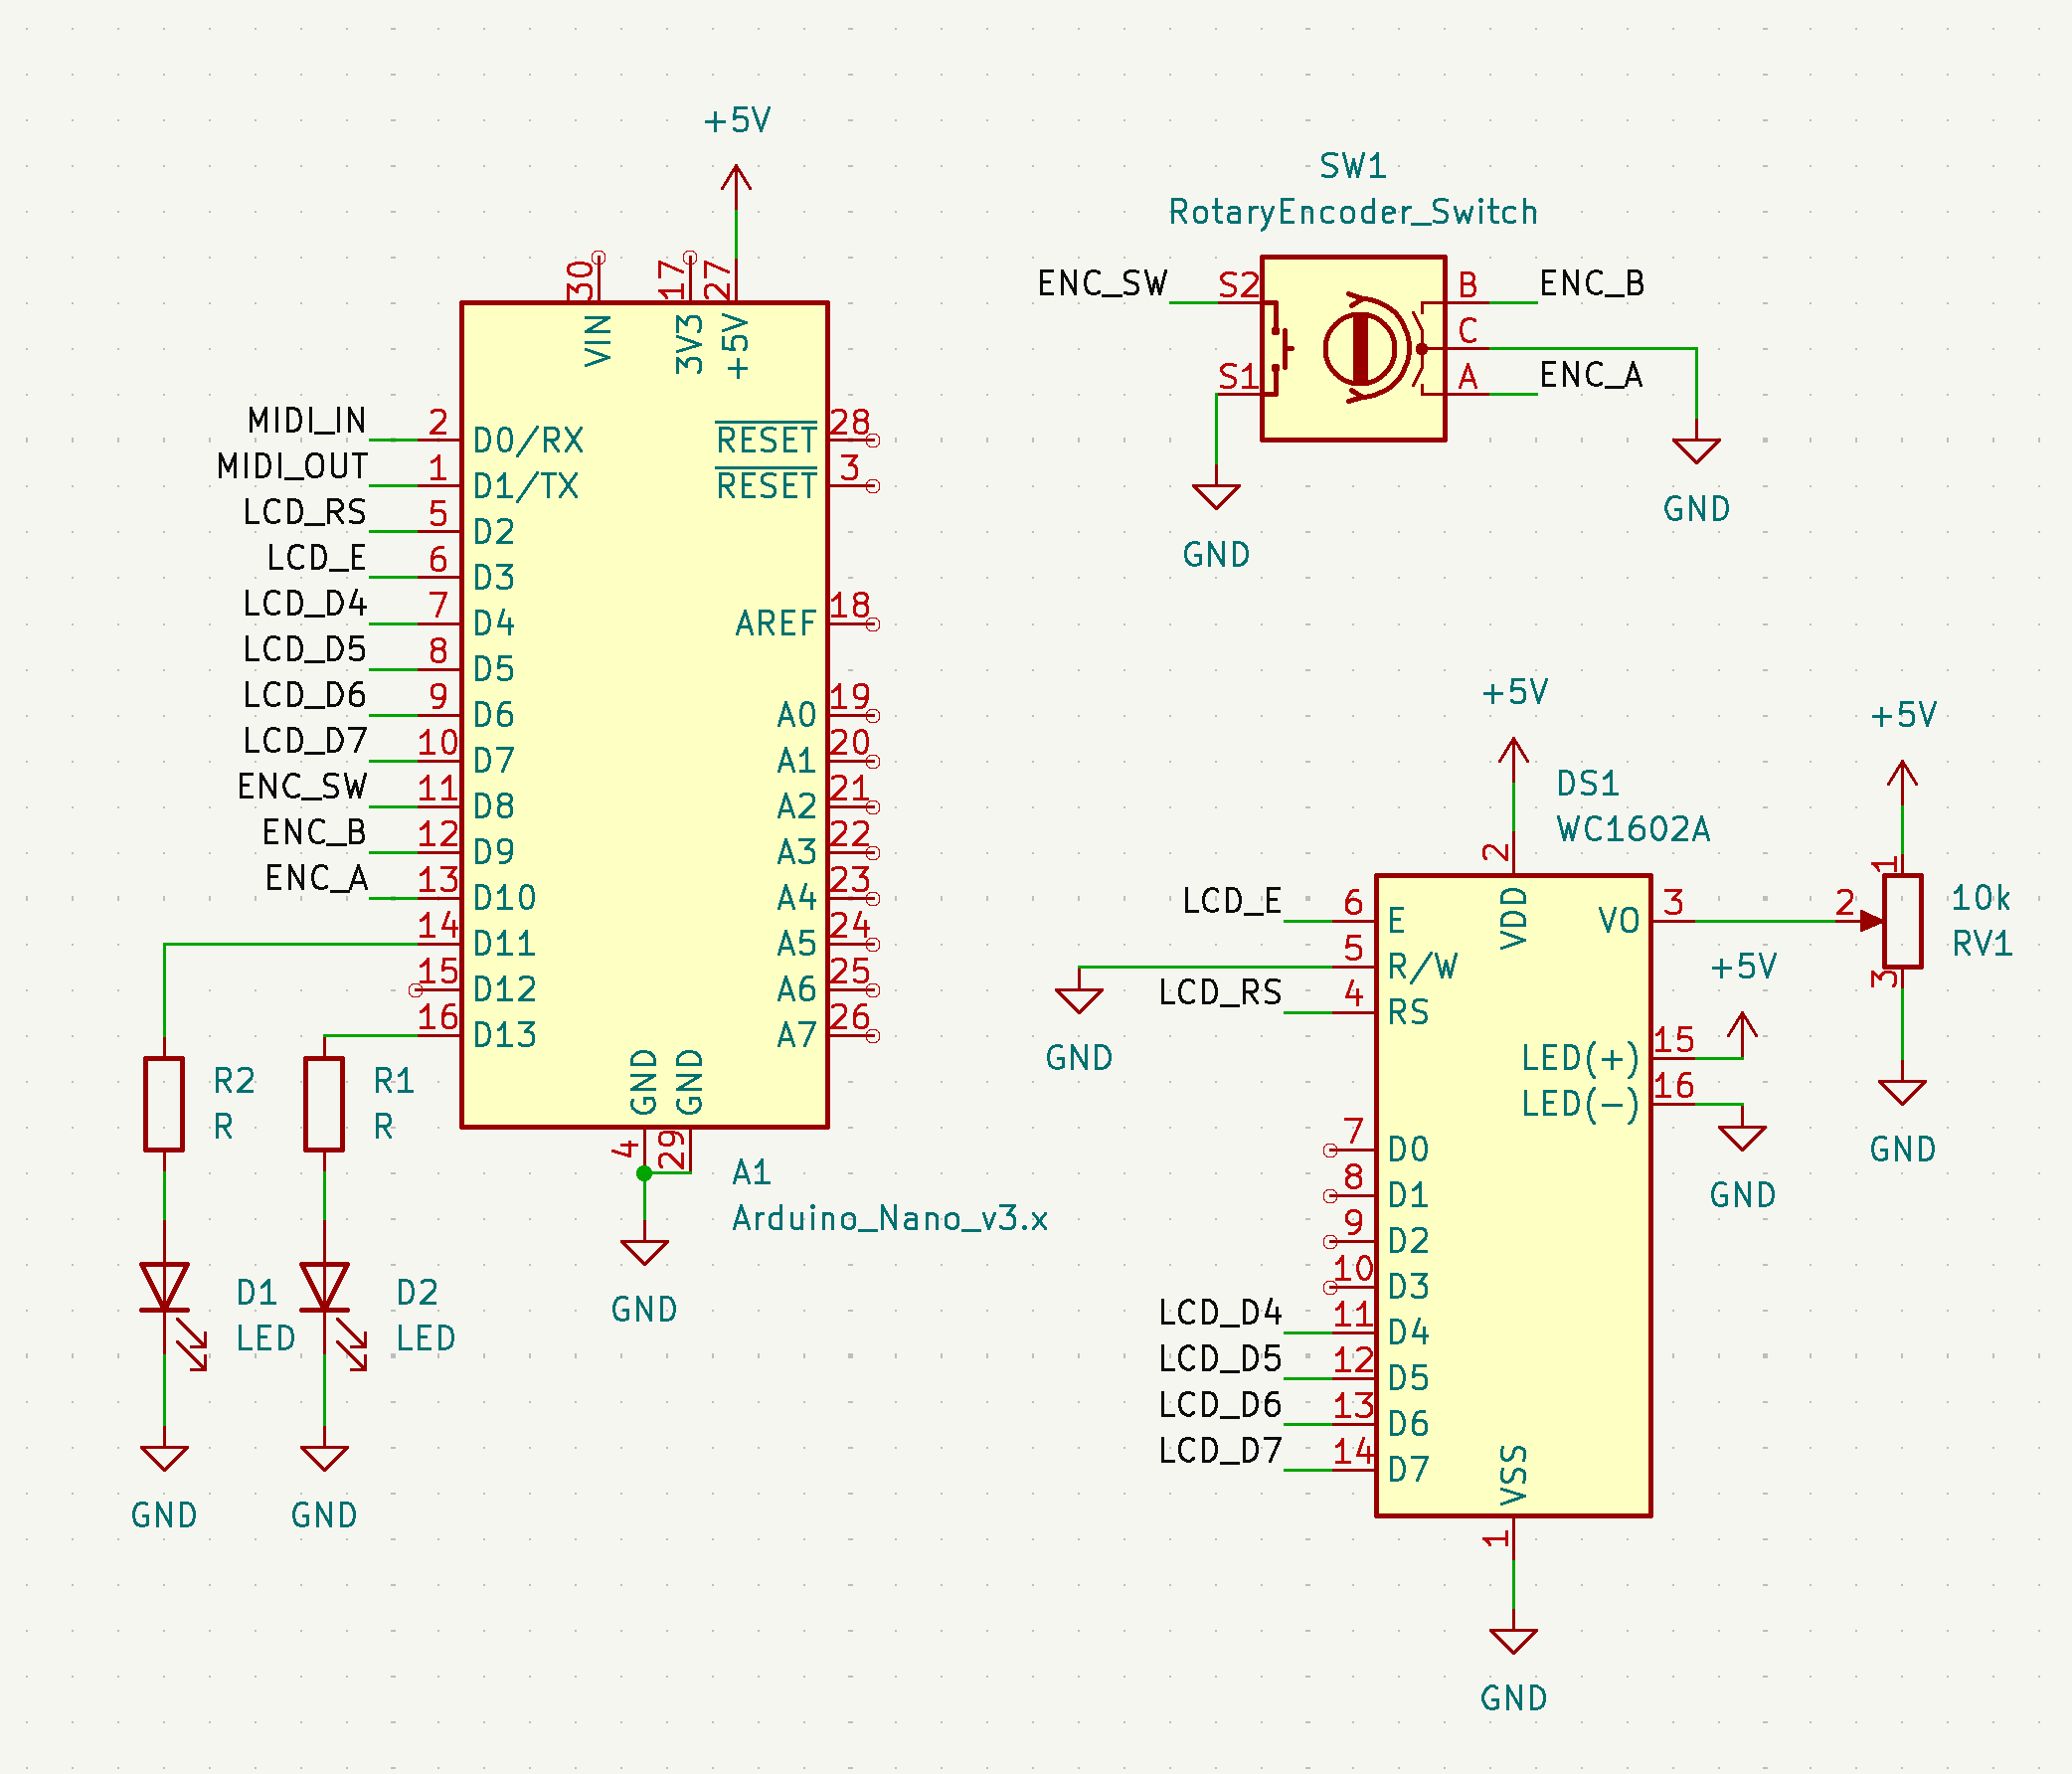 +5V
30
17
27
VIN
3V3
+5V
MIDI_IN
2
D0/RX
MIDI_OUT
1
D1/TX
LCD_RS
5
D2
LCD_E
6
D3
LCD_D4
7
D4
LCD_D5
8
D5
LCD_D6
9
D6
LCD_D7
10
D7
ENC_SW
11
D8
ENC_B
12
D9
ENC_A
13
D10
14
D11
15
D12
16
D13
RESET
28
RESET
3
AREF
18
A0
19
A1
20
A2
21
A3
22
A4
23
A5
24
A6
25
A7
26
GND
GND
4
29
A1
Arduino_Nano_v3.x
GND
R2
R
R1
R
D1
LED
D2
LED
GND
GND
SW1
RotaryEncoder_Switch
ENC_SW
S2
S1
B
ENC_B
C
A
ENC_A
GND
GND
+5V
DS1
WC1602A
2
VDD
LCD_E
6
E
5
R/W
GND
LCD_RS
4
RS
7
D0
8
D1
9
D2
10
D3
LCD_D4
11
D4
LCD_D5
12
D5
LCD_D6
13
D6
LCD_D7
14
D7
VO
3
LED(+)
15
+5V
LED(-)
16
GND
VSS
1
GND
+5V
1
2
3
10k
RV1
GND